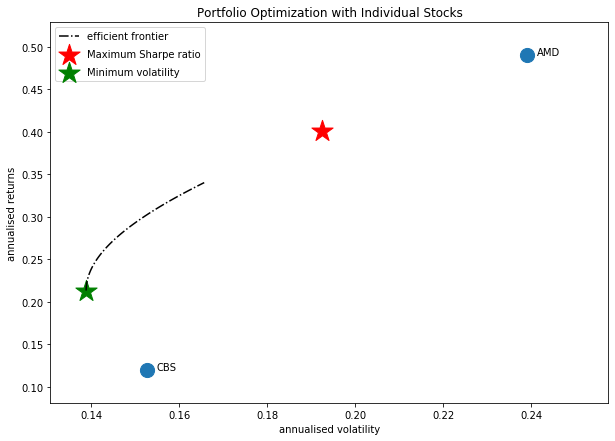 Portfolio Optimization with Individual Stocks
efficient frontier
Maximum Sharpe ratio
Minimum volatility
AMD
CBS
annualised returns
0.50
0.45
0.40
0.35
0.30
0.25
0.20
0.15
0.10
0.14
0.16
0.18
0.20
0.22
0.24
annualised volatility